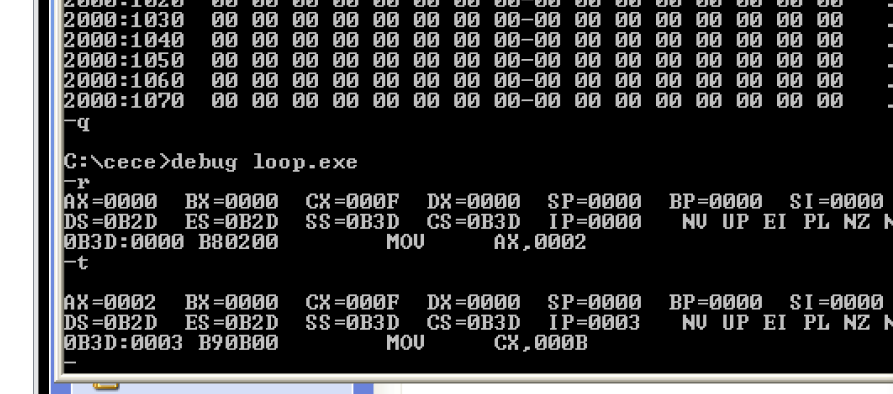 2000:1020 00 00 00 00 00 00 00 00-00 00 00 00 00 00 00 00
2000:1030 00 00 00 00 00 00 00 00-00 00 00 00 00 00 00 00
2000:1040 00 00 00 00 00 00 00 00-00 00 00 00 00 00 00 00
2000:1050 00 00 00 00 00 00 00 00-00 00 00 00 00 00 00 00
2000:1060 00 00 00 00 00 00 00 00-00 00 00 00 00 00 00 00
2000:1070 00 00 00 00 00 00 00 00-00 00 00 00 00 00 00 00
-q
C:\cece>debug loop.exe
-r
AX=0000 BX=0000 CX=000F DX=0000 SP=0000 BP=0000 SI=0000
DS=0B2D ES=0B2D SS=0B3D CS=0B3D IP=0000 NV UP EI PL NZ
0B3D:0000 B80200 MOV AX,0002
-t
AX=0002 BX=0000 CX=000F DX=0000 SP=0000 BP=0000 SI=0000
DS=0B2D ES=0B2D SS=0B3D CS=0B3D IP=0003 NV UP EI PL NZ
0B3D:0003 B90B00 MOV CX,000B
-